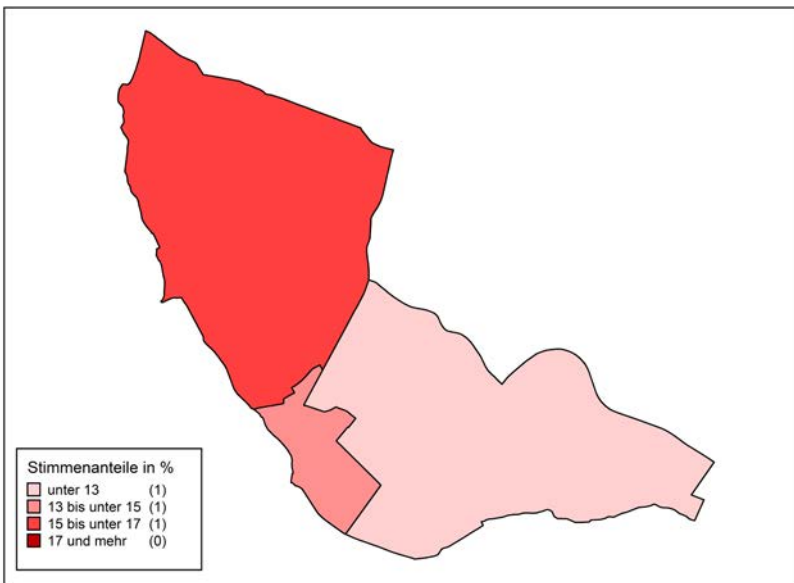 Stimmenanteile in %
unter 13 (1)
13 bis unter 15 (1)
15 bis unter 17 (1)
17 und mehr (0)